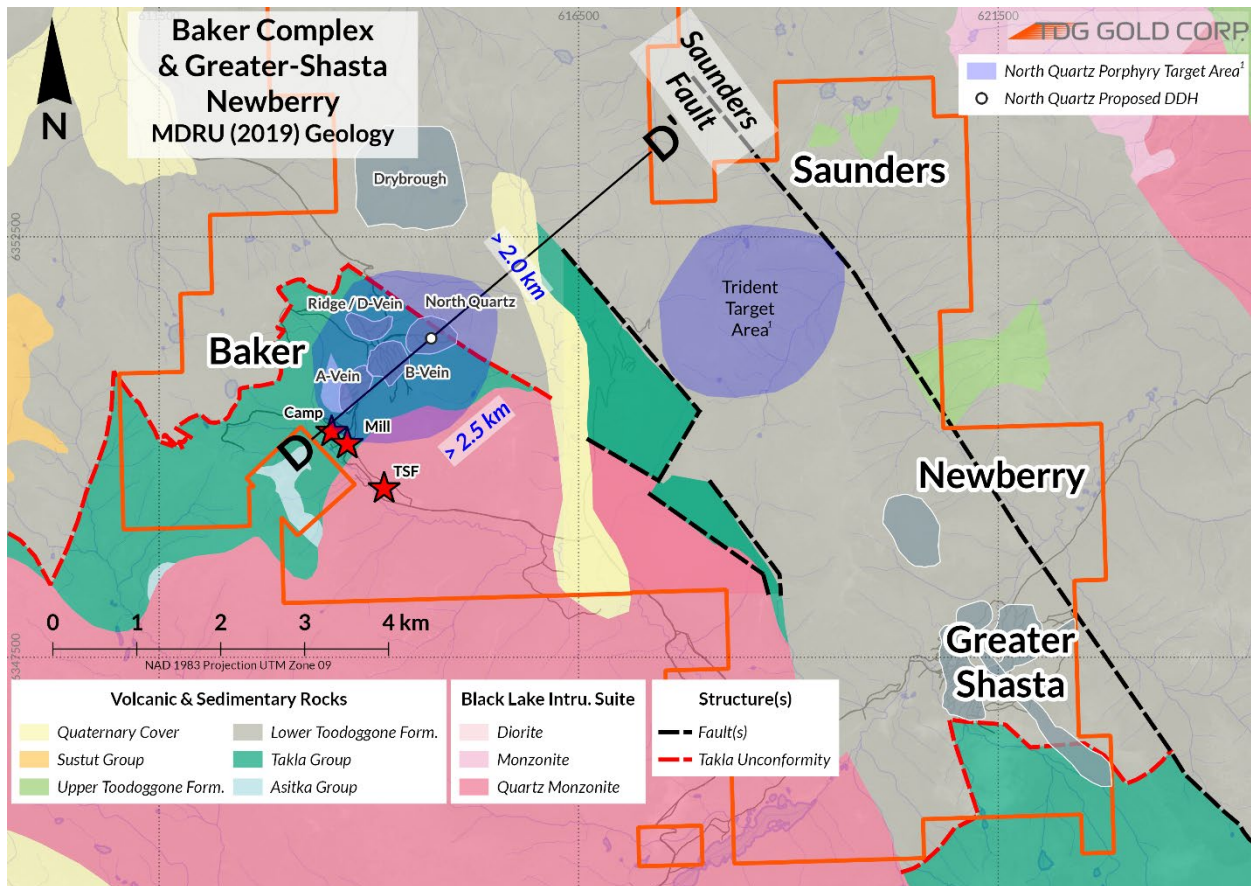 Baker Complex
& Greater-Shasta
Newberry
MDRU (2019) Geology
N
611500
616500
621500
TDG GOLD CORP.
North Quartz Porphyry Target Area¹
North Quartz Proposed DDH
Saunders
Fault
D
Saunders
Drybrough
6352500
> 2.0 km
Trident
Target
Area¹
Ridge / D-Vein
North Quartz
Baker
A-Vein
B-Vein
Camp
Mill
> 2.5 km
D
TSF
Newberry
0 1 2 3 4 km
NAD 1983 Projection UTM Zone 09
6347500
Greater
Shasta
Volcanic & Sedimentary Rocks
Quaternary Cover
Sustut Group
Upper Toodoggone Form.
Lower Toodoggone Form.
Takla Group
Asitka Group
Black Lake Intru. Suite
Diorite
Monzonite
Quartz Monzonite
Structure(s)
Fault(s)
Takla Unconformity